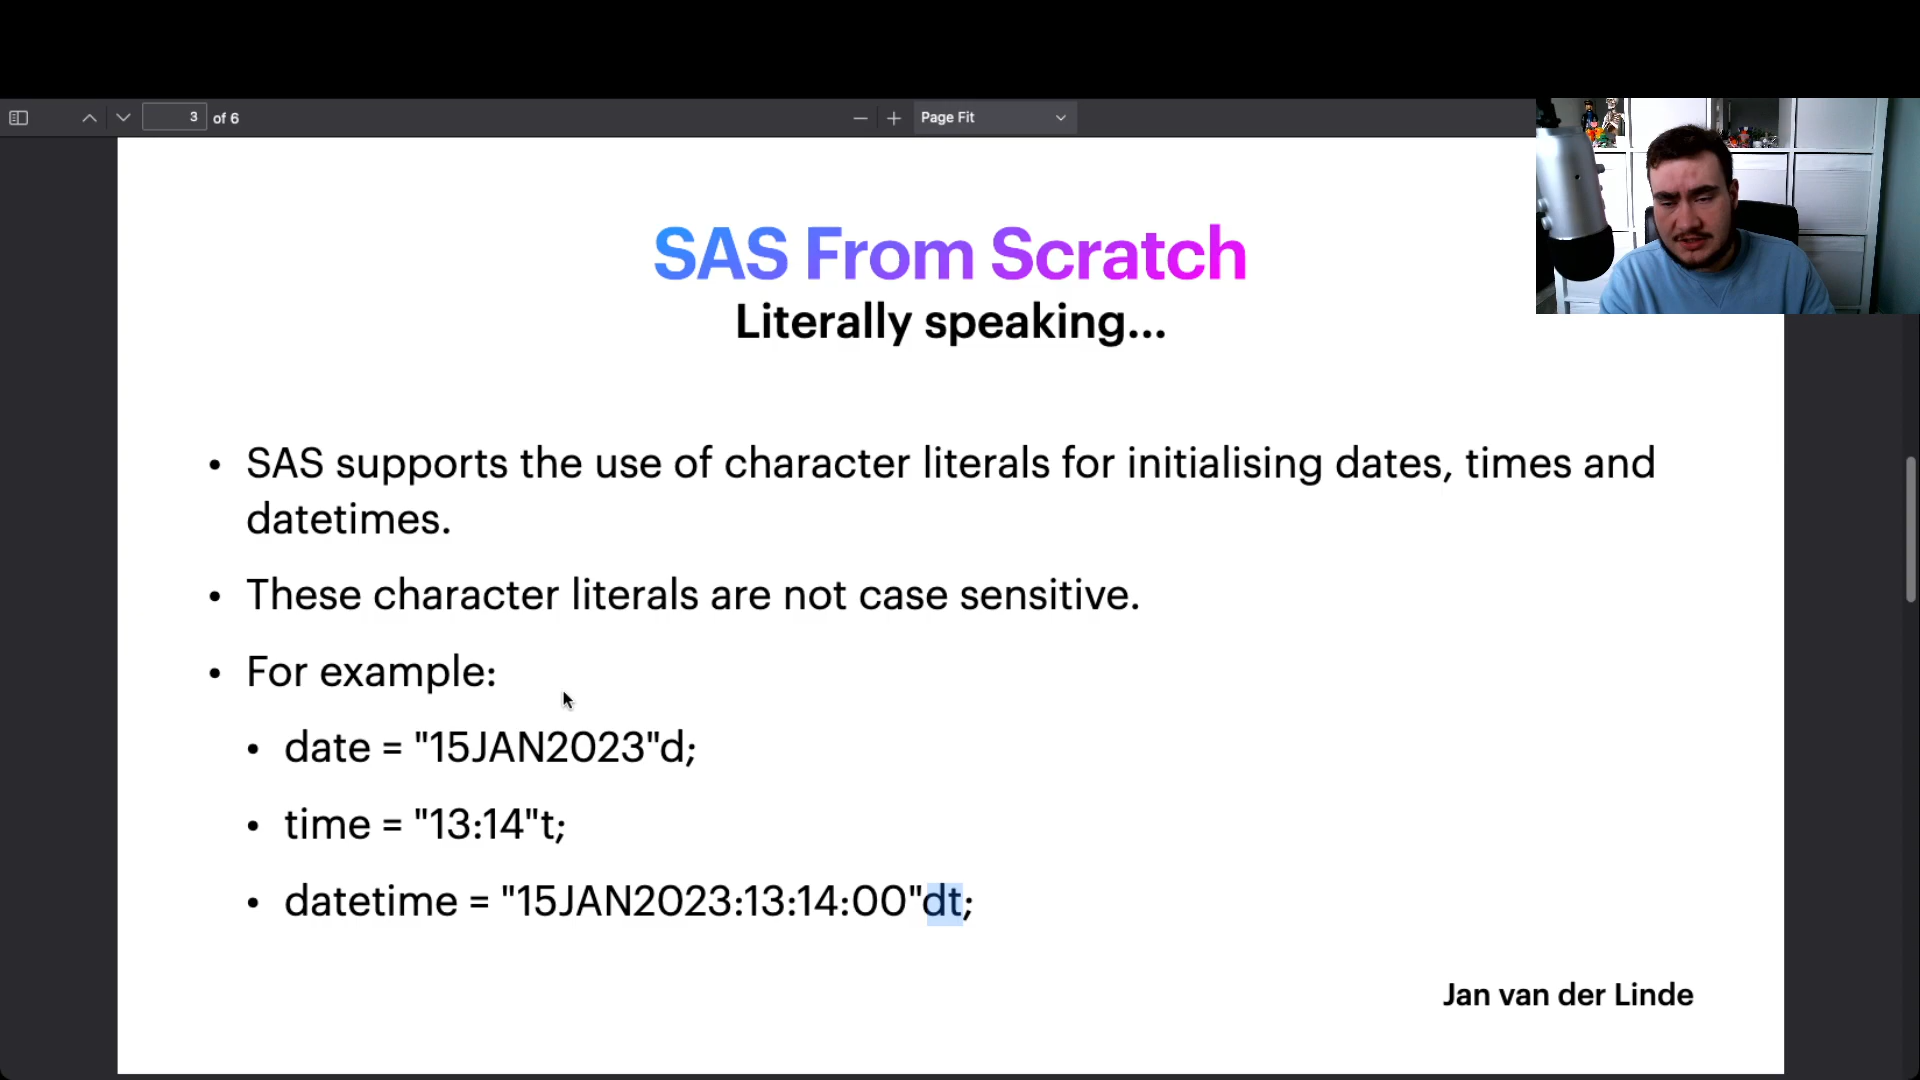 3 of 6
Page Fit
SAS From Scratch
Literally speaking...
• SAS supports the use of character literals for initialising dates, times and
datetimes.
• These character literals are not case sensitive.
• For example:
• date = "15JAN2023"d;
• time = "13:14"t;
• datetime = "15JAN2023:13:14:00"dt;
Jan van der Linde